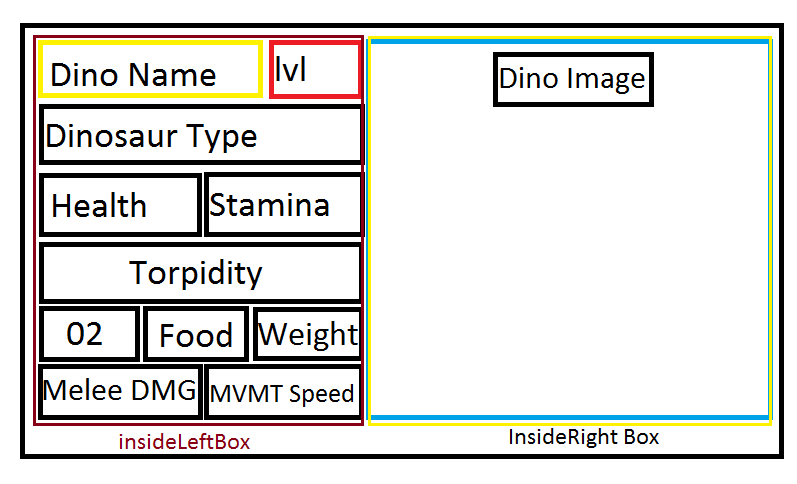 Dino Name
lvl
Dinosaur Type
Health
Stamina
Torpidity
02
Food
Weight
Melee DMG
MVMT Speed
insideLeftBox
Dino Image
InsideRight Box